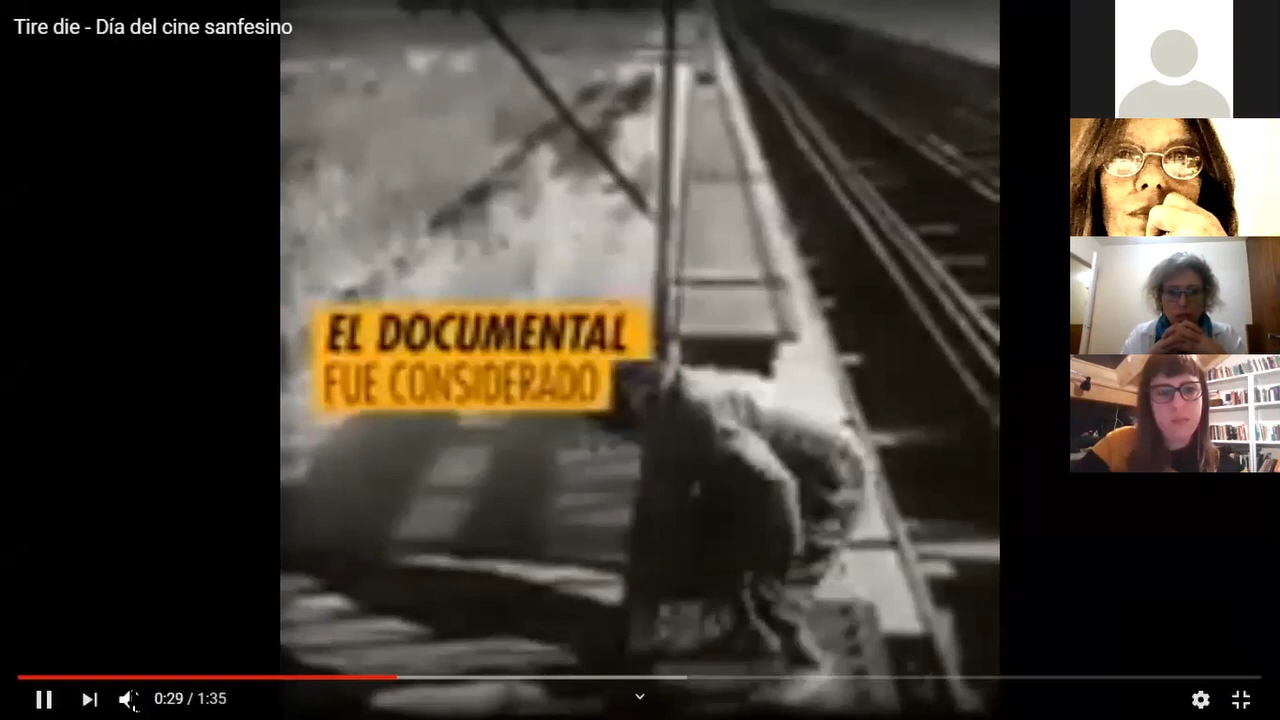 Tire die - Día del cine sanfesino
EL DOCUMENTAL
FUE CONSIDERADO
0:29 / 1:35